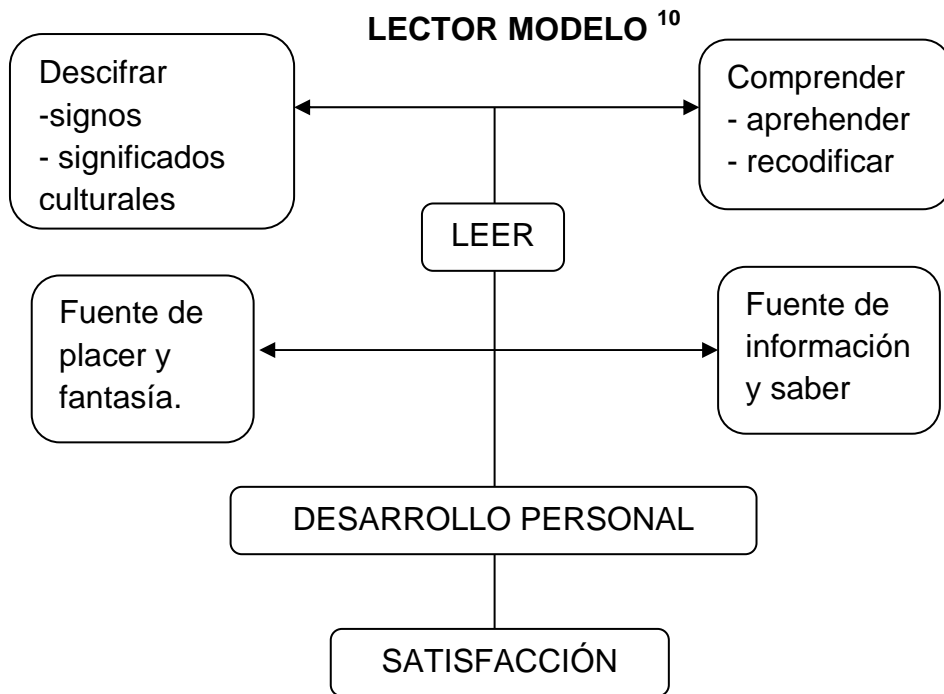 LECTOR MODELO 10
Descifrar
-signos
- significados
culturales
Comprender
- aprehender
- recodificar
LEER
Fuente de
placer y
fantasía.
Fuente de
información
y saber
DESARROLLO PERSONAL
SATISFACCIÓN